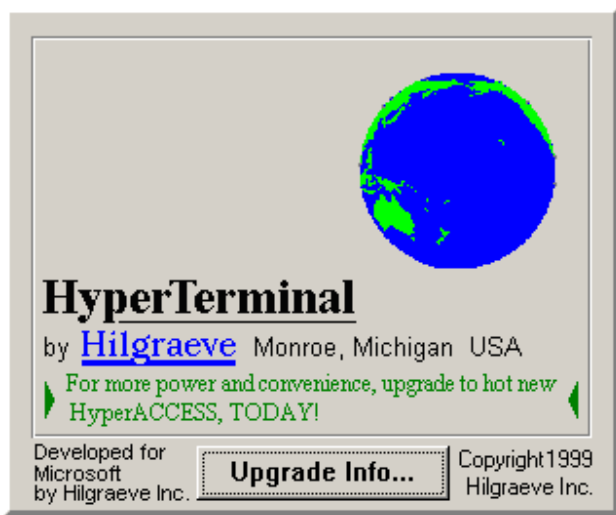 HyperTerminal
by Hilgraeve Monroe, Michigan USA
For more power and convenience, upgrade to hot new
HyperACCESS, TODAY!
Developed for
Microsoft
by Hilgraeve Inc.
Upgrade Info...
Copyright1999
Hilgraeve Inc.